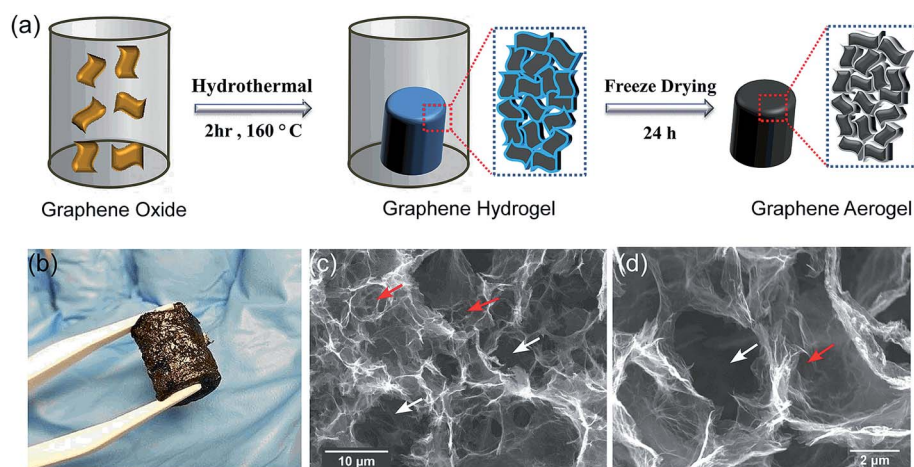 (a)
Hydrothermal
2hr , 160 ° C
Freeze Drying
24 h
Graphene Oxide
Graphene Hydrogel
Graphene Aerogel
(b)
(c)
(d)
10 µm
2 µm